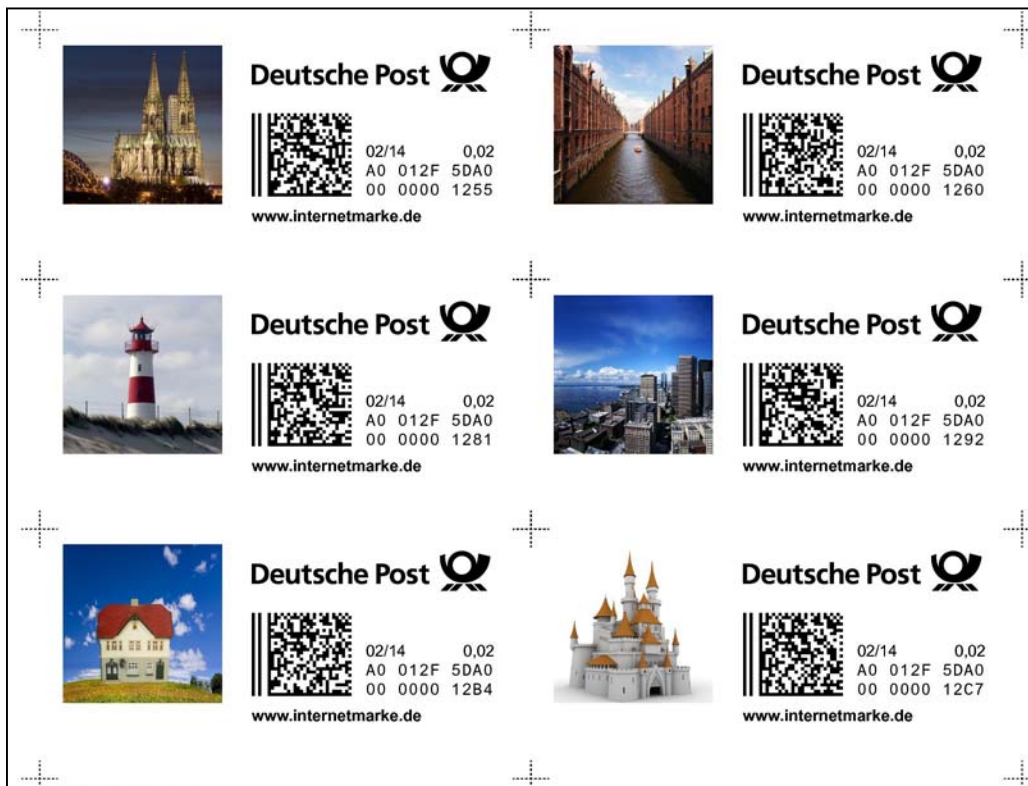 Deutsche Post
02/14 0,02
A0 012F 5DA0
00 0000 1255
www.internetmarke.de
Deutsche Post
02/14 0,02
A0 012F 5DA0
00 0000 1260
www.internetmarke.de
Deutsche Post
02/14 0,02
A0 012F 5DA0
00 0000 1281
www.internetmarke.de
Deutsche Post
02/14 0,02
A0 012F 5DA0
00 0000 1292
www.internetmarke.de
Deutsche Post
02/14 0,02
A0 012F 5DA0
00 0000 12B4
www.internetmarke.de
Deutsche Post
02/14 0,02
A0 012F 5DA0
00 0000 12C7
www.internetmarke.de